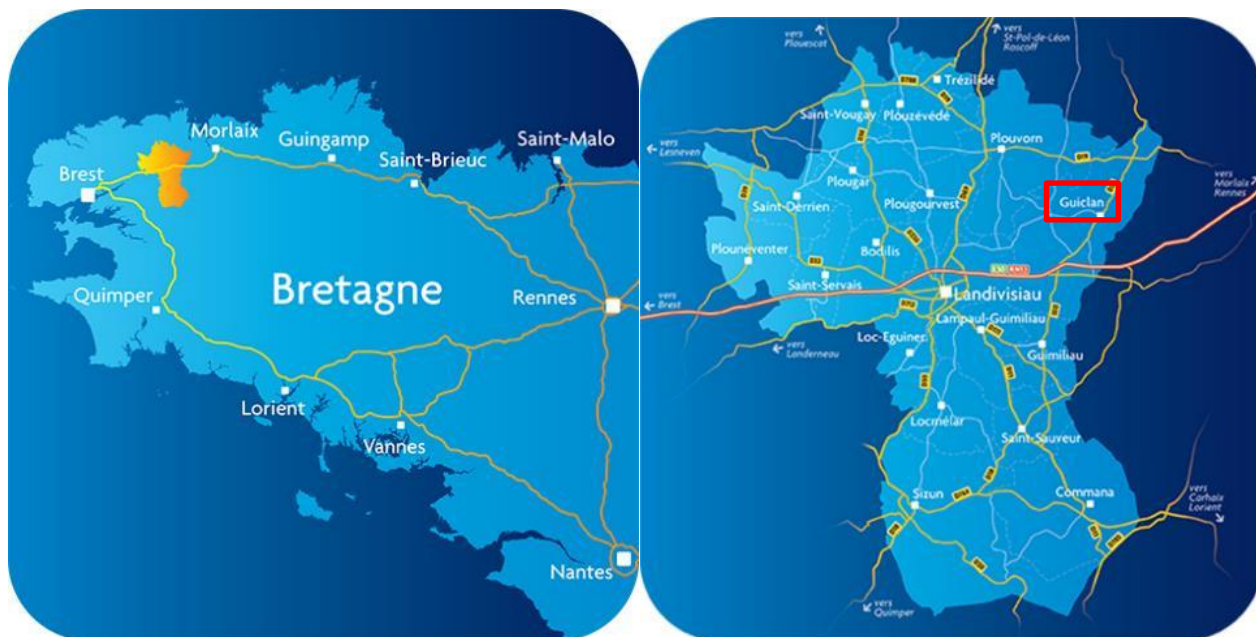 Morlaix
Guingamp
Saint-Malo
Saint-Brieuc
Brest
Quimper
Bretagne
Rennes
Lorient
Vannes
Nantes
vers
Plouescat
vers
St-Pol-de-Léon
Roscoff
Trézilidé
Saint-Vougay
Plouzévédé
Plouvorn
vers
Lesneven
vers
Morlaix
Rennes
Plougar
Saint-Derrien
Plougourvest
Guiclan
Bodilis
Plouneventer
Saint-Servais
vers
Brest
Landivisiau
Lampaul-Guimiliau
Loc-Eguiner
vers
Landerneau
Guimiliau
Locmélar
Saint-Sauveur
Sizun
Commana
vers
Carhaix
Lorient
vers
Quimper